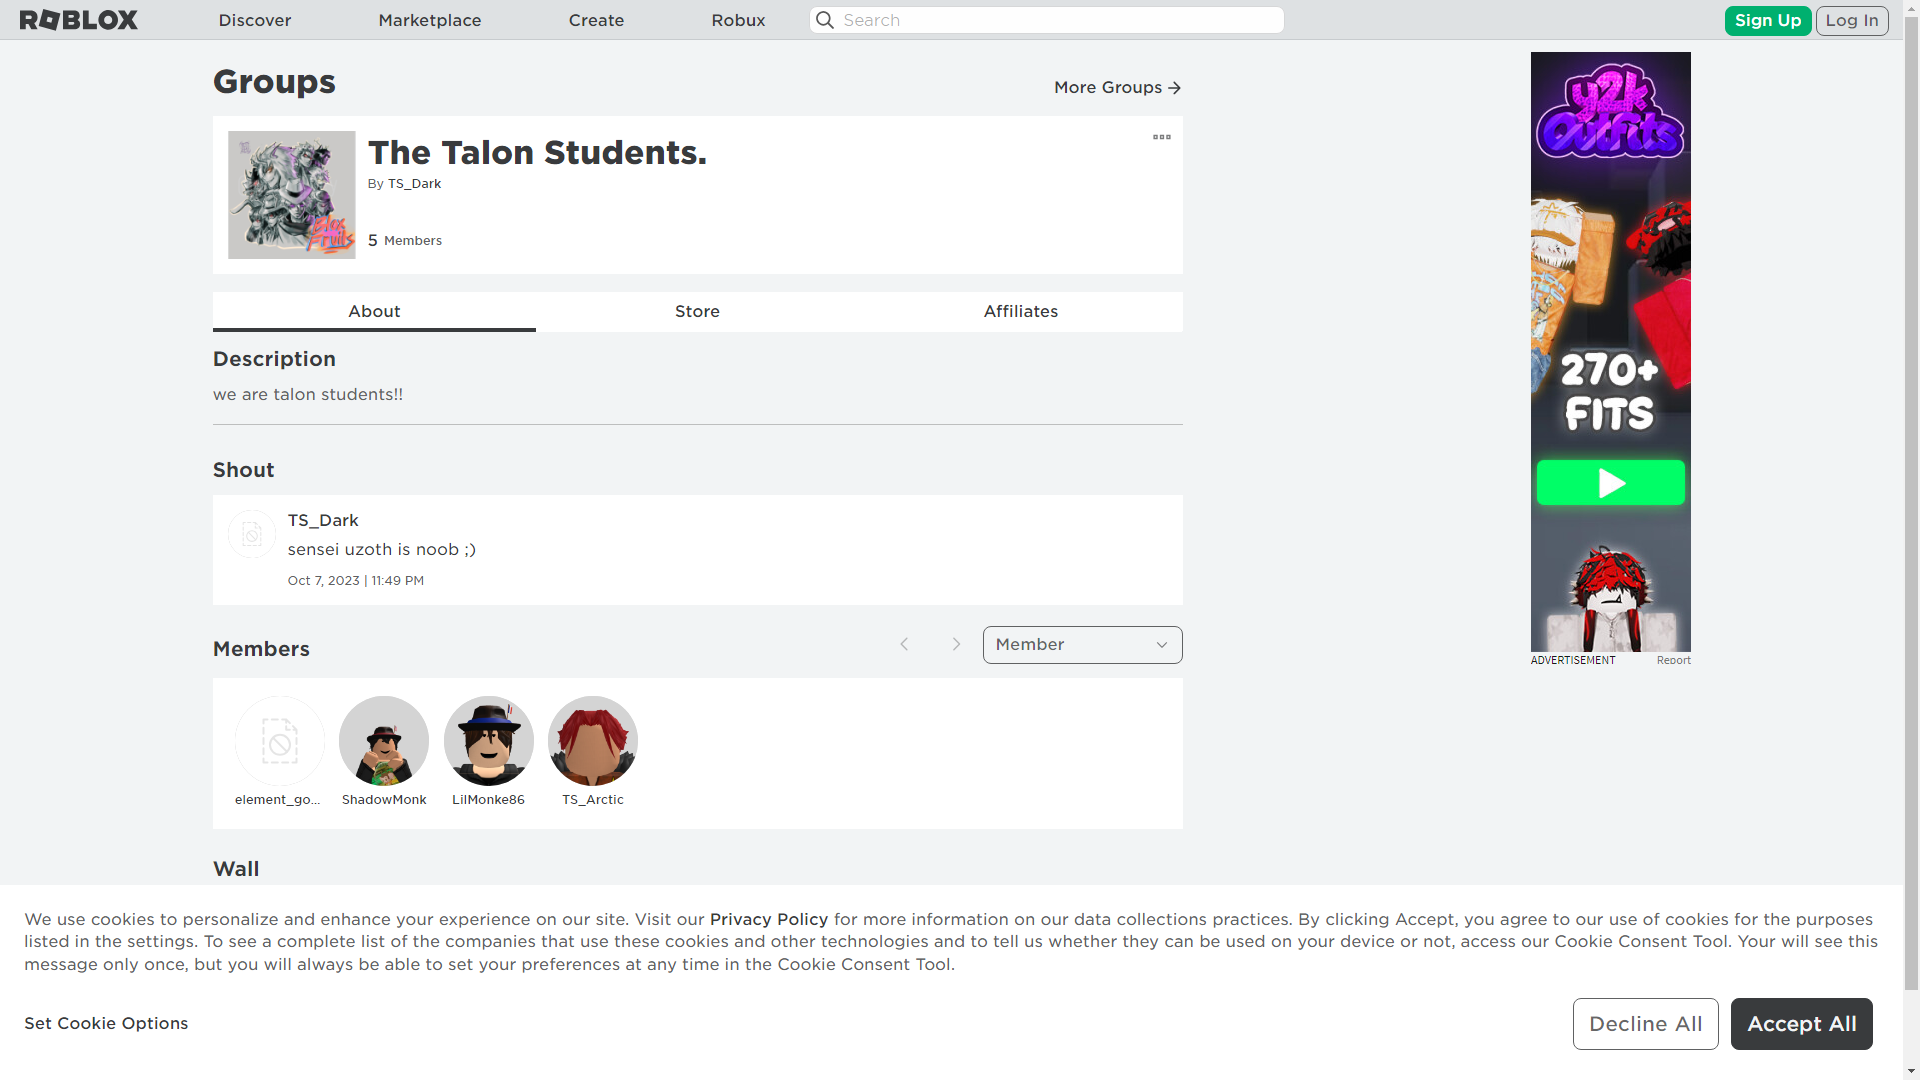 ROBLOX
Discover
Marketplace
Create
Robux
Search
Sign Up
Log In
Groups
More Groups
The Talon Students.
By TS_Dark
5 Members
Blox
Fruits
About
Store
Affiliates
Description
we are talon students!!
Shout
TS_Dark
sensei uzoth is noob ;)
Oct 7, 2023 | 11:49 PM
Members
Member
element_go...
ShadowMonk
LilMonke86
TS_Arctic
Wall
y2k
Outfits
270+
FITS
ADVERTISEMENT
Report
We use cookies to personalize and enhance your experience on our site. Visit our Privacy Policy for more information on our data collections practices. By clicking Accept, you agree to our use of cookies for the purposes
listed in the settings. To see a complete list of the companies that use these cookies and other technologies and to tell us whether they can be used on your device or not, access our Cookie Consent Tool. Your will see this
message only once, but you will always be able to set your preferences at any time in the Cookie Consent Tool.
Set Cookie Options
Decline All
Accept All